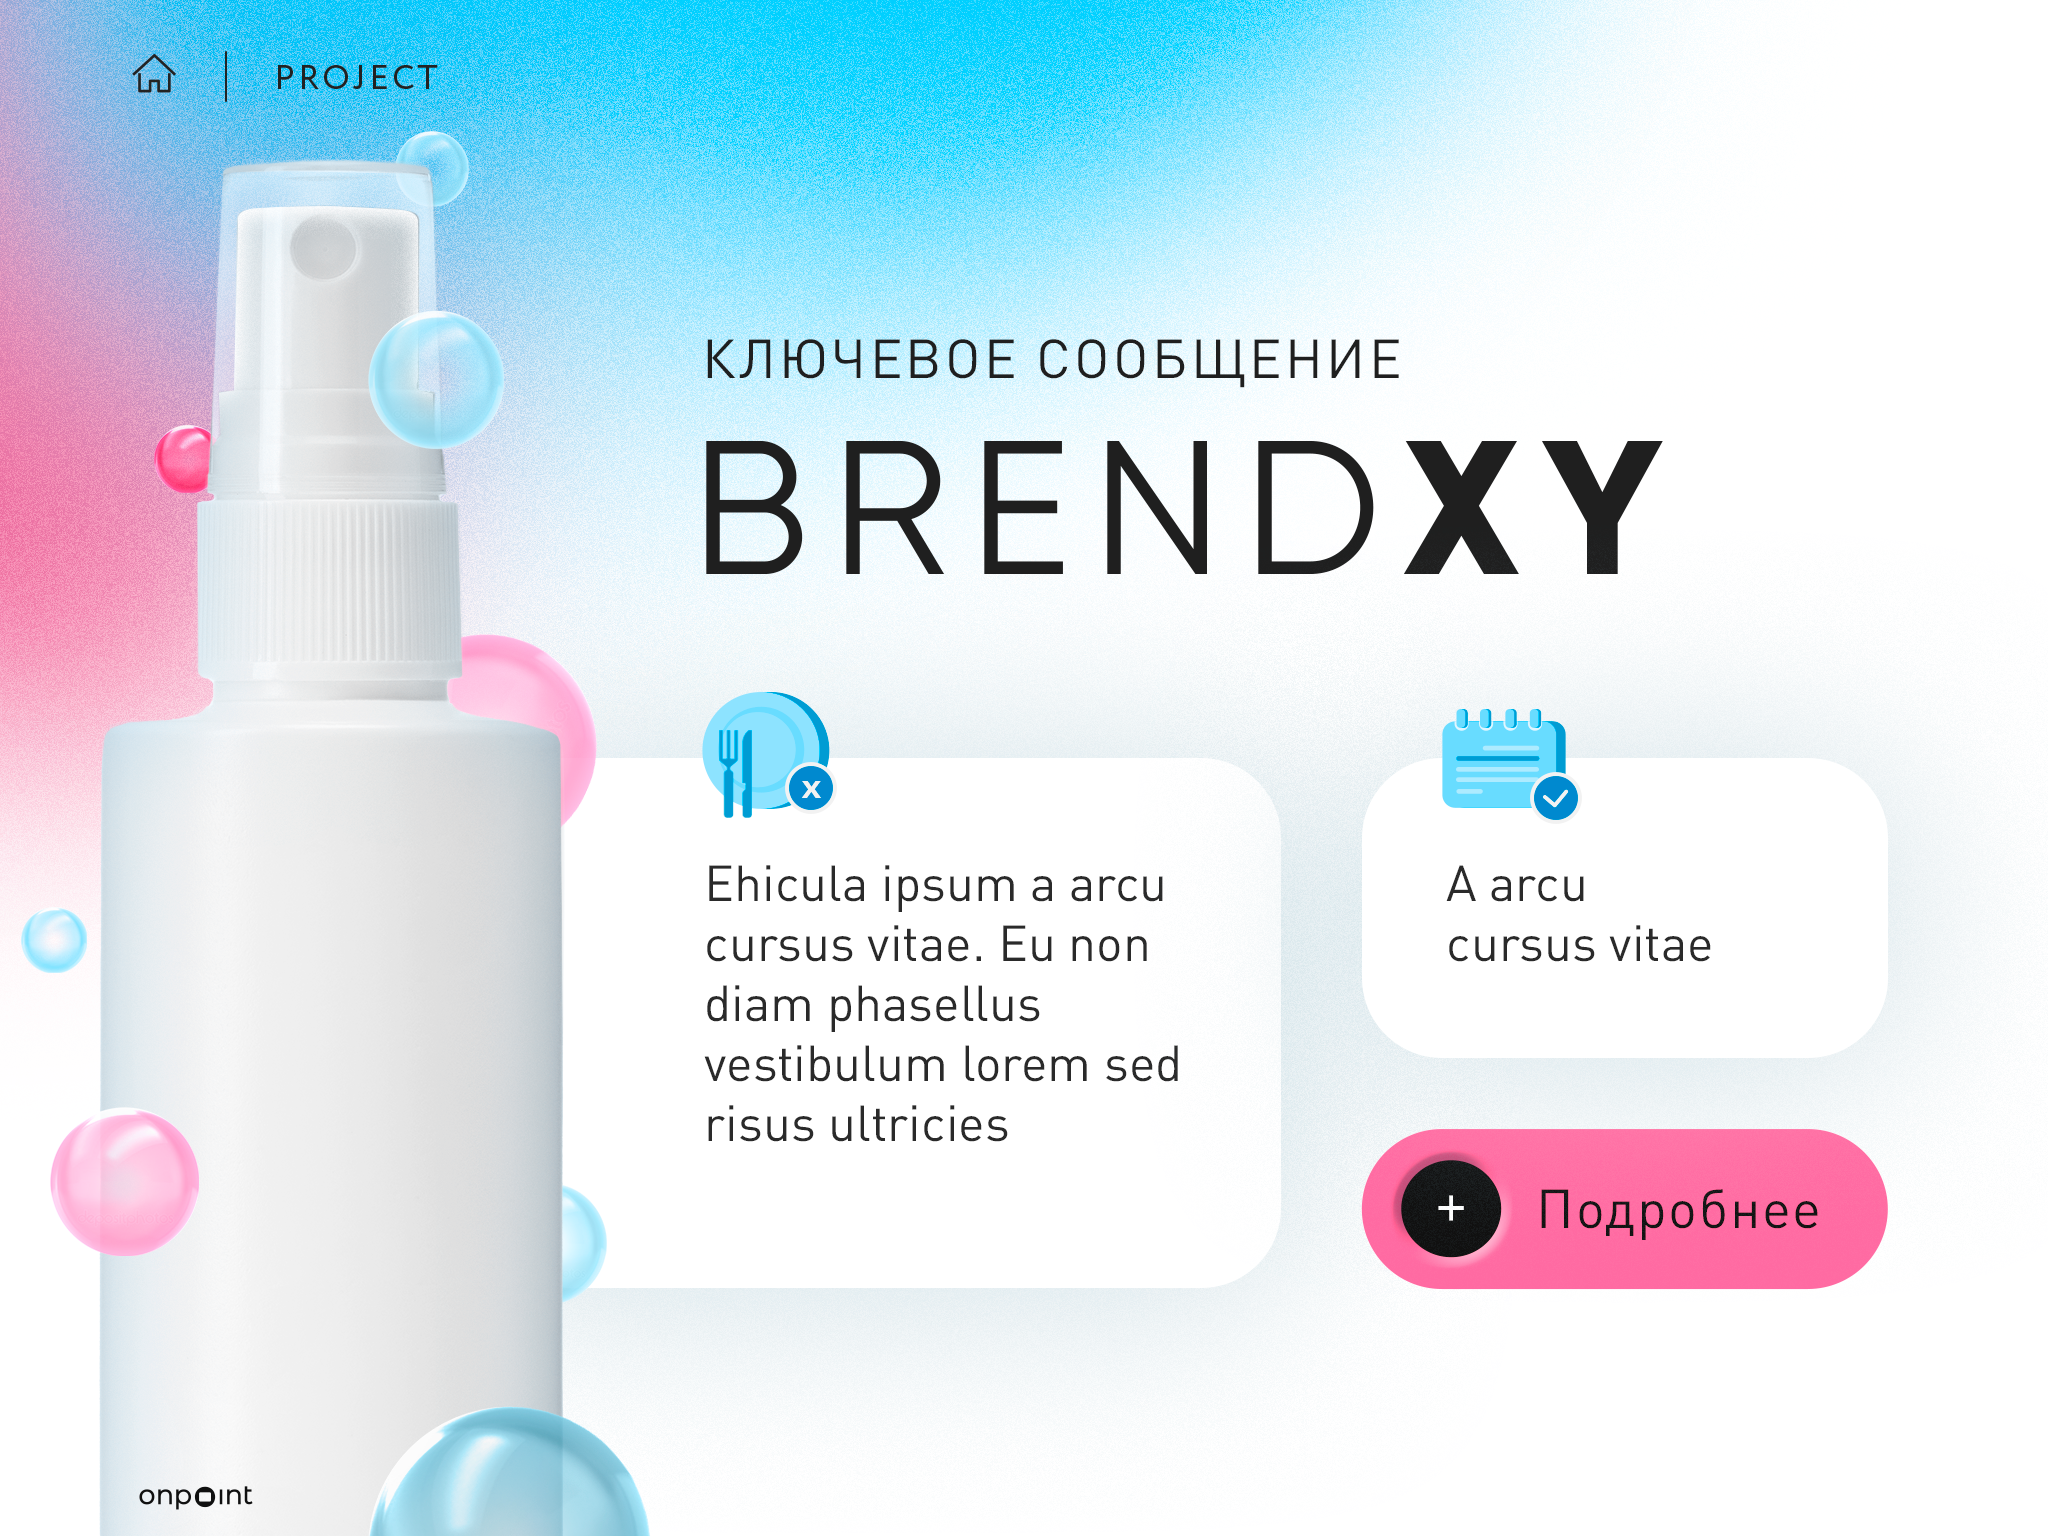 PROJECT
КЛЮЧЕВОЕ СООБЩЕНИЕ
BRENDXY
x
Ehicula ipsum a arcu
cursus vitae. Eu non
diam phasellus
vestibulum lorem sed
risus ultricies
A arcu
cursus vitae
+ Подробнее
onpoint